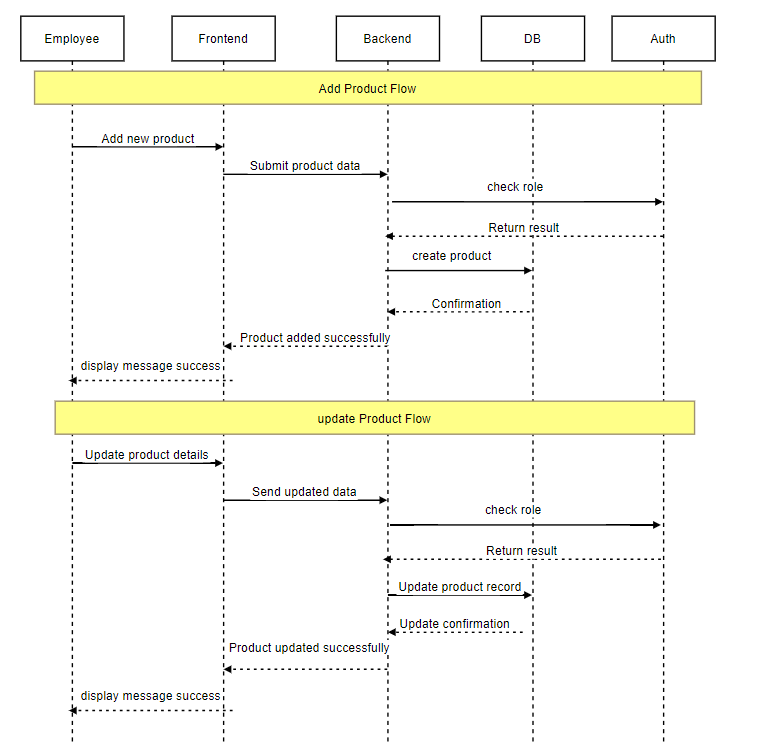 Employee
Frontend
Backend
DB
Auth
Add Product Flow
Add new product
Submit product data
check role
Return result
create product
Confirmation
Product added successfully
display message success
update Product Flow
Update product details
Send updated data
check role
Return result
Update product record
Update confirmation
Product updated successfully
display message success